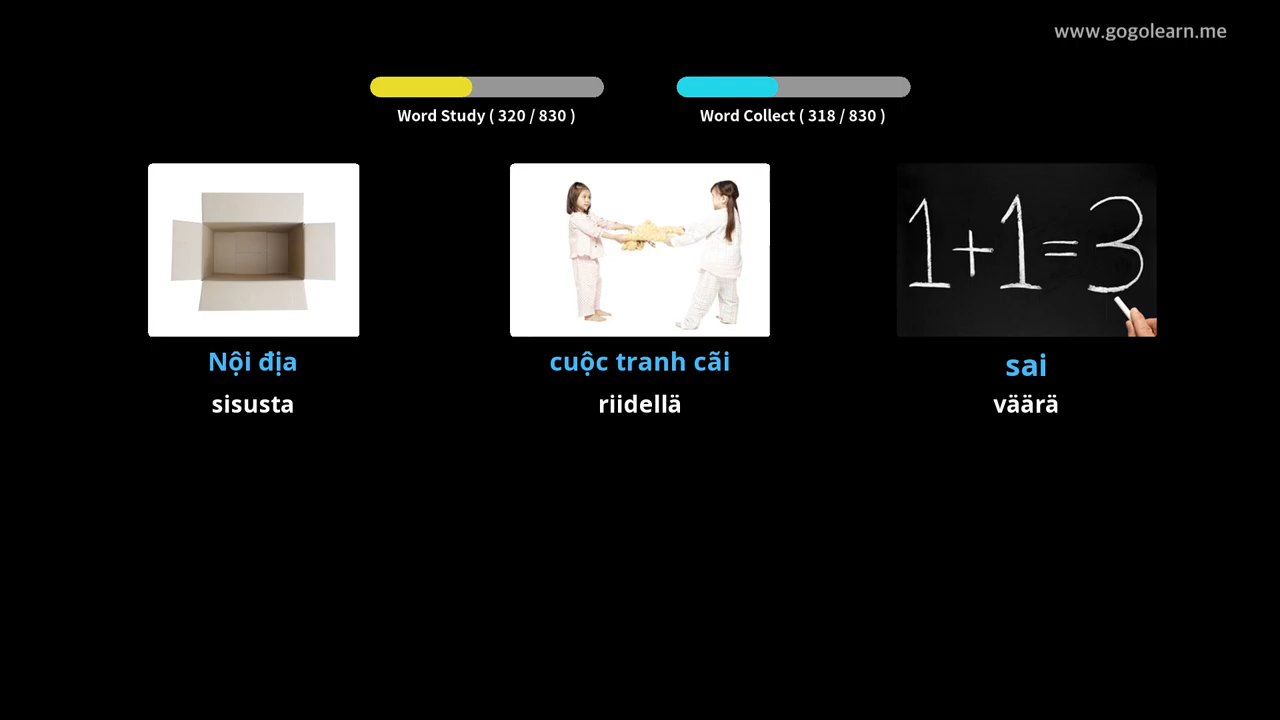 www.gogolearn.me
Word Study ( 320 / 830 )
Word Collect ( 318 / 830 )
1+1=3
Nội địa
cuộc tranh cãi
sai
sisusta
riidellä
väärä